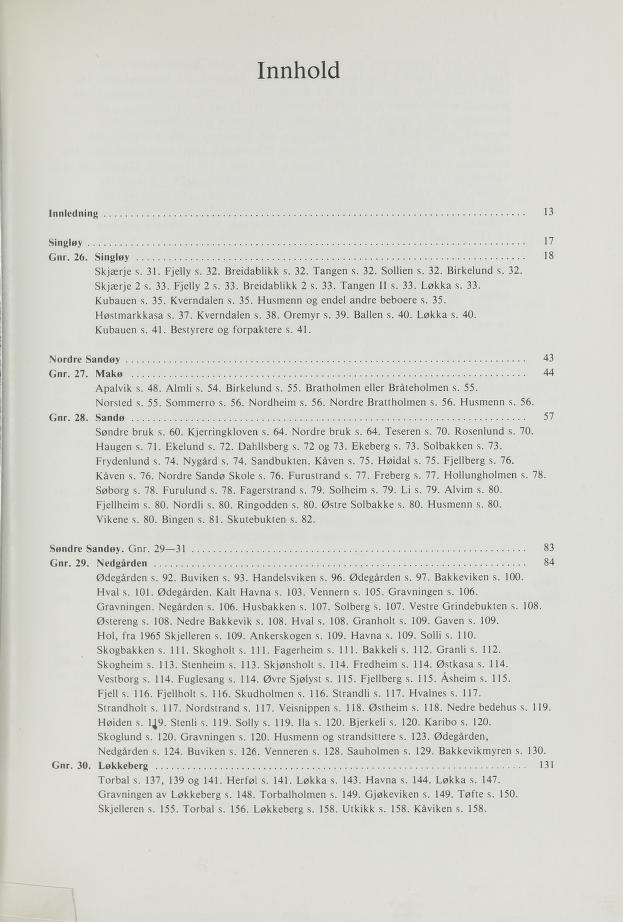 Innhold
Innledning ........ 13
Singløy ........ 17
Gnr. 26. Singløy ........ 18
Skjærje s. 31. Fjelly s. 32. Breidablikk s. 32. Tangen s. 32. Sollien s. 32. Birkelund s. 32.
Skjærje 2 s. 33. Fjelly 2 s. 33. Breidablikk 2 s. 33. Tangen II s. 33. Løkka s. 33.
Kubauen s. 35. Kverndalen s. 35. Husmenn og endel andre beboere s. 35.
Høstmarkkasa s. 37. Kverndalen s. 38. Oremyr s. 39. Ballen s. 40. Løkka s. 40.
Kubauen s. 41. Bestyrere og forpaktere s. 41.
Nordre Sandøy ........ 43
Gnr. 27. Makø ........ 44
Apalvik s. 48. Almli s. 54. Birkelund s. 55. Bratholmen eller Bråteholmen s. 55.
Norsted s. 55. Sommerro s. 56. Nordheim s. 56. Nordre Brattholmen s. 56. Husmenn s. 56.
Gnr. 28. Sandø ........ 57
Søndre bruk s. 60. Kjerringkloven s. 64. Nordre bruk s. 64. Teseren s. 70. Rosenlund s. 70.
Haugen s. 71. Ekelund s. 72. Dahllsberg s. 72 og 73. Ekeberg s. 73. Solbakken s. 73.
Frydenlund s. 74. Nygård s. 74. Sandbukten. Kåven s. 75. Høidal s. 75. Fjellberg s. 76.
Kåven s. 76. Nordre Sandø Skole s. 76. Furustrand s. 77. Freberg s. 77. Hollungholmen s. 78.
Søborg s. 78. Furulund s. 78. Fagerstrand s. 79. Solheim s. 79. Li s. 79. Alvim s. 80.
Fjellheim s. 80. Nordli s. 80. Ringodden s. 80. Østre Solbakke s. 80. Husmenn s. 80.
Vikene s. 80. Bingen s. 81. Skutebukten s. 82.
Søndre Sandøy. Gnr. 29—31 ........ 83
Gnr. 29. Nedgården ........ 84
Ødegården s. 92. Buviken s. 93. Handelsviken s. 96. Ødegården s. 97. Bakkeviken s. 100.
Hval s. 101. Ødegården. Kalt Havna s. 103. Vennern s. 105. Gravningen s. 106.
Gravningen. Negården s. 106. Husbakken s. 107. Solberg s. 107. Vestre Grindebukten s. 108.
Østereng s. 108. Nedre Bakkevik s. 108. Hval s. 108. Granholt s. 109. Gaven s. 109.
Hol, fra 1965 Skjelleren s. 109. Ankerskogen s. 109. Havna s. 109. Solli s. 110.
Skogbakken s. 111. Skogholt s. 111. Fagerheim s. 111. Bakkeli s. 112. Granli s. 112.
Skogheim s. 113. Stenheim s. 113. Skjønsholt s. 114. Fredheim s. 114. Østkasa s. 114.
Vestborg s. 114. Fuglesang s. 114. Øvre Sjølyst s. 115. Fjellberg s. 115. Åsheim s. 115.
Fjell s. 116. Fjellholt s. 116. Skudholmen s. 116. Strandli s. 117. Hvalnes s. 117.
Strandholt s. 117. Nordstrand s. 117. Veisnippen s. 118. Østheim s. 118. Nedre bedehus s. 119.
Høiden s. 119. Stenli s. 119. Solly s. 119. Ila s. 120. Bjerkeli s. 120. Karibo s. 120.
Skoglund s. 120. Gravningen s. 120. Husmenn og strandsittere s. 123. Ødegården,
Nedgården s. 124. Buviken s. 126. Venneren s. 128. Sauholmen s. 129. Bakkevikmyren s. 130.
Gnr. 30. Løkkeberg ........ 131
Torbal s. 137, 139 og 141. Herføl s. 141. Løkka s. 143. Havna s. 144. Løkka s. 147.
Gravningen av Løkkeberg s. 148. Torbalholmen s. 149. Gjøkeviken s. 149. Tøfte s. 150.
Skjelleren s. 155. Torbal s. 156. Løkkeberg s. 158. Utkikk s. 158. Kåviken s. 158.